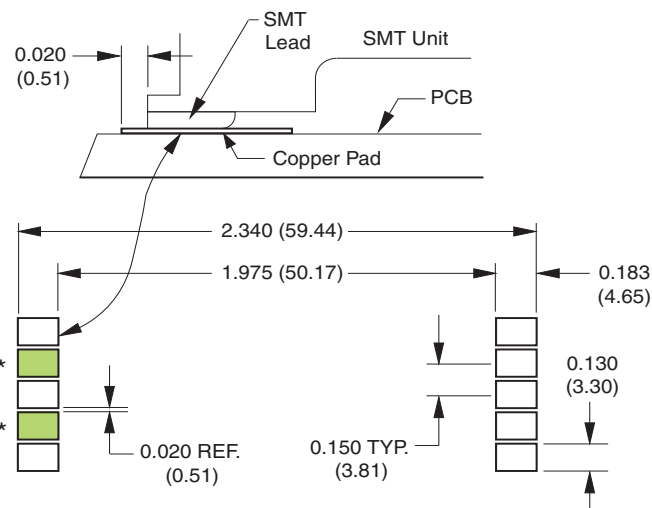 SMT
Lead
SMT Unit
0.020
(0.51)
PCB
Copper Pad
2.340 (59.44)
1.975 (50.17)
0.183
(4.65)
*
0.130
(3.30)
*
0.020 REF.
(0.51)
0.150 TYP.
(3.81)